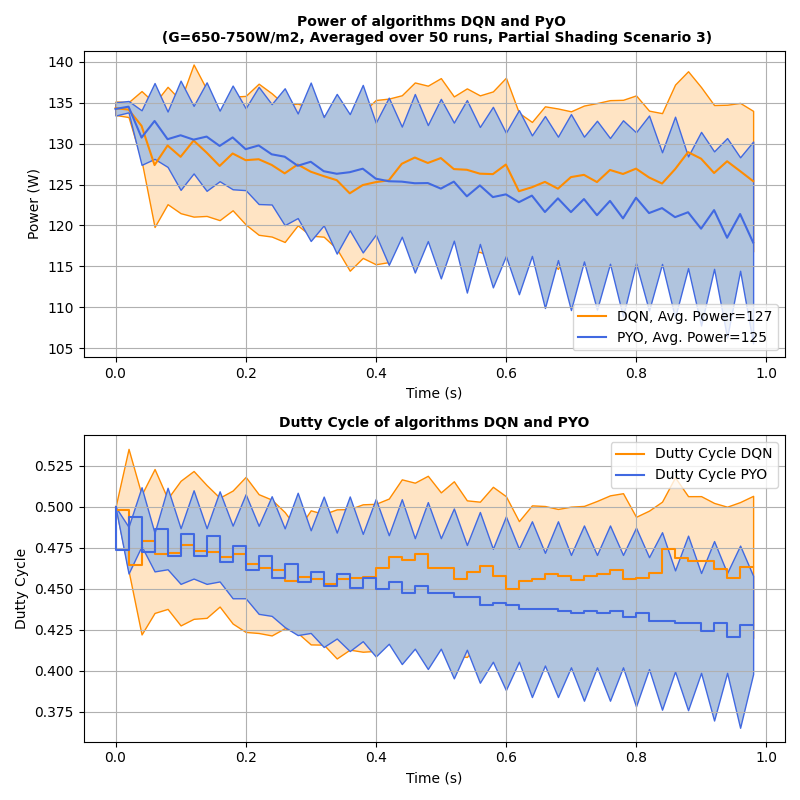 Power of algorithms DQN and PyO
(G=650-750W/m2, Averaged over 50 runs, Partial Shading Scenario 3)
140
135
130
125
120
115
110
105
Power (W)
DQN, Avg. Power=127
PYO, Avg. Power=125
0.0 0.2 0.4 0.6 0.8 1.0
Time (s)
Dutty Cycle of algorithms DQN and PYO
0.525
0.500
0.475
0.450
0.425
0.400
0.375
Dutty Cycle
Dutty Cycle DQN
Dutty Cycle PYO
0.0 0.2 0.4 0.6 0.8 1.0
Time (s)